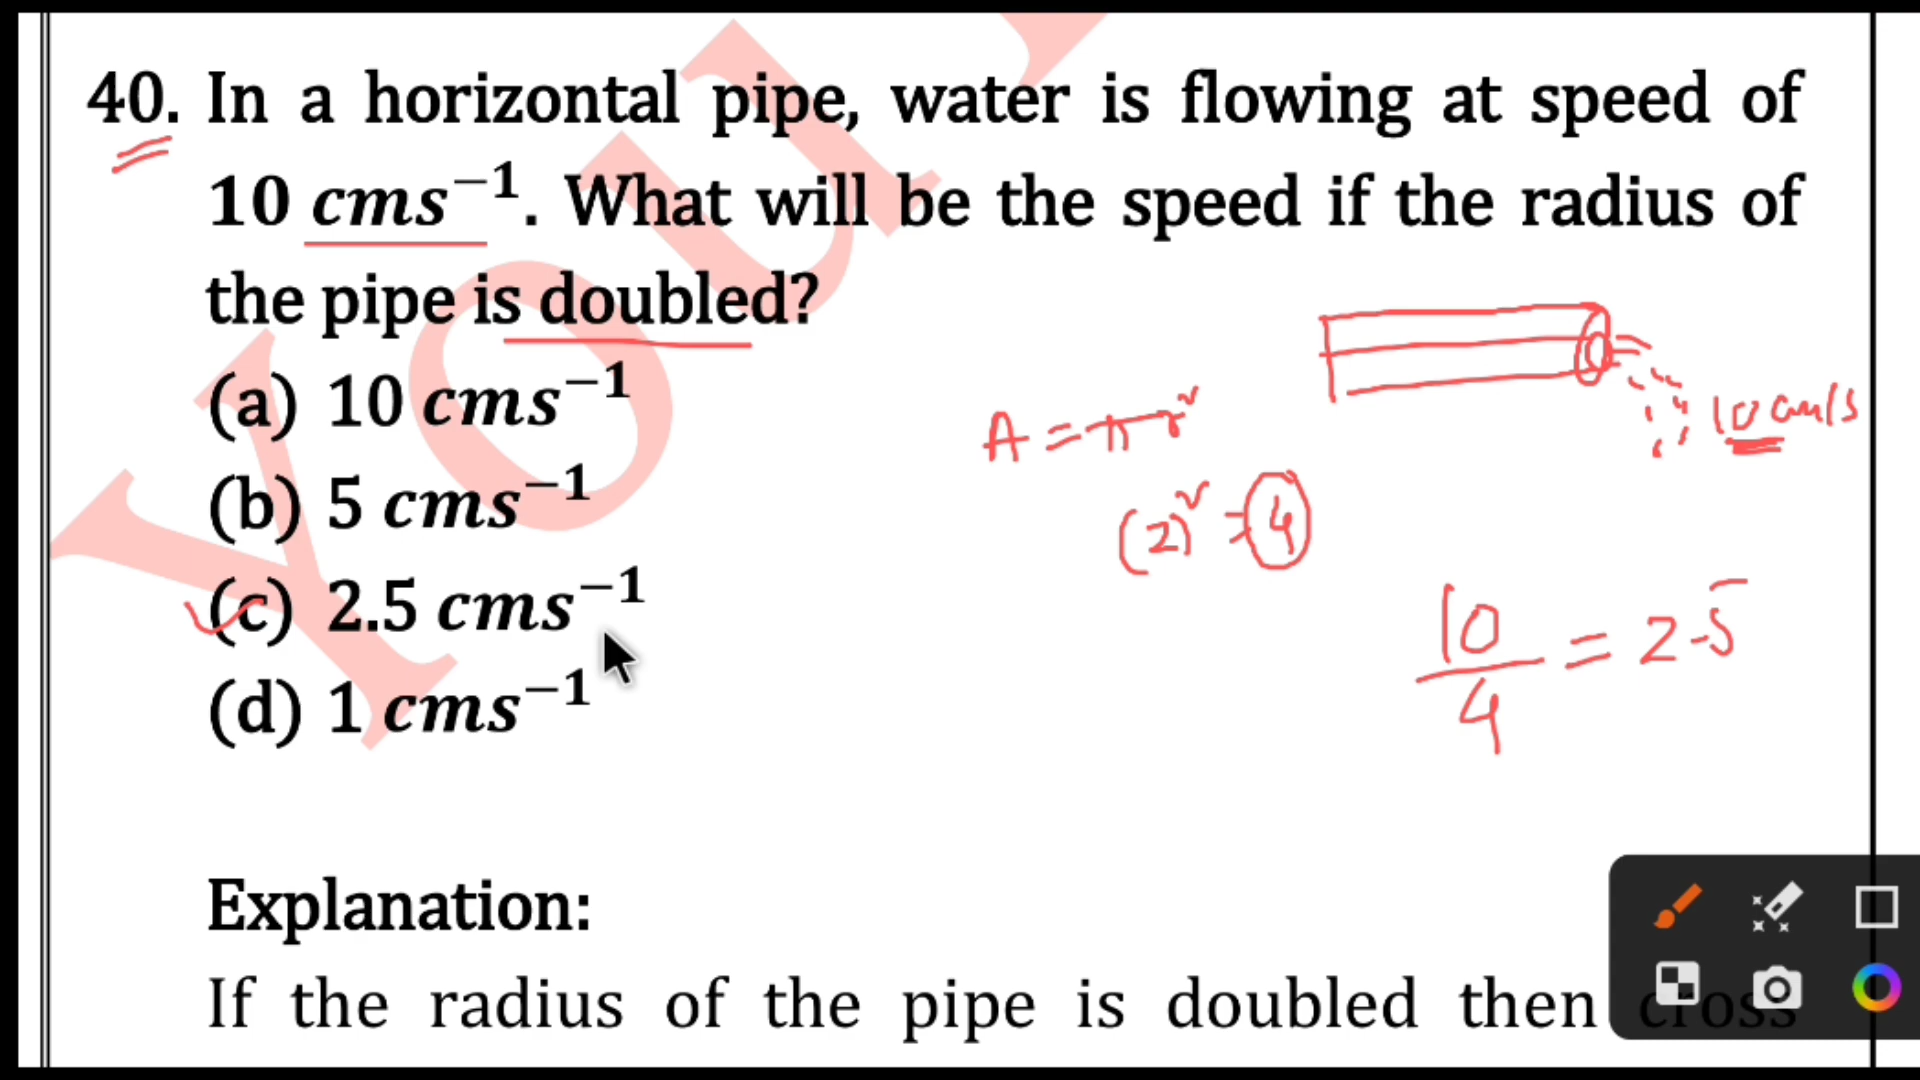 40. In a horizontal pipe, water is flowing at speed of
10 cms⁻¹. What will be the speed if the radius of
the pipe is doubled?
(a) 10 cms⁻¹
(b) 5 cms⁻¹
(c) 2.5 cms⁻¹
(d) 1 cms⁻¹
A = πr²
(2)² = 4
10 cm/s
10/4 = 2.5
Explanation:
If the radius of the pipe is doubled then cross
You